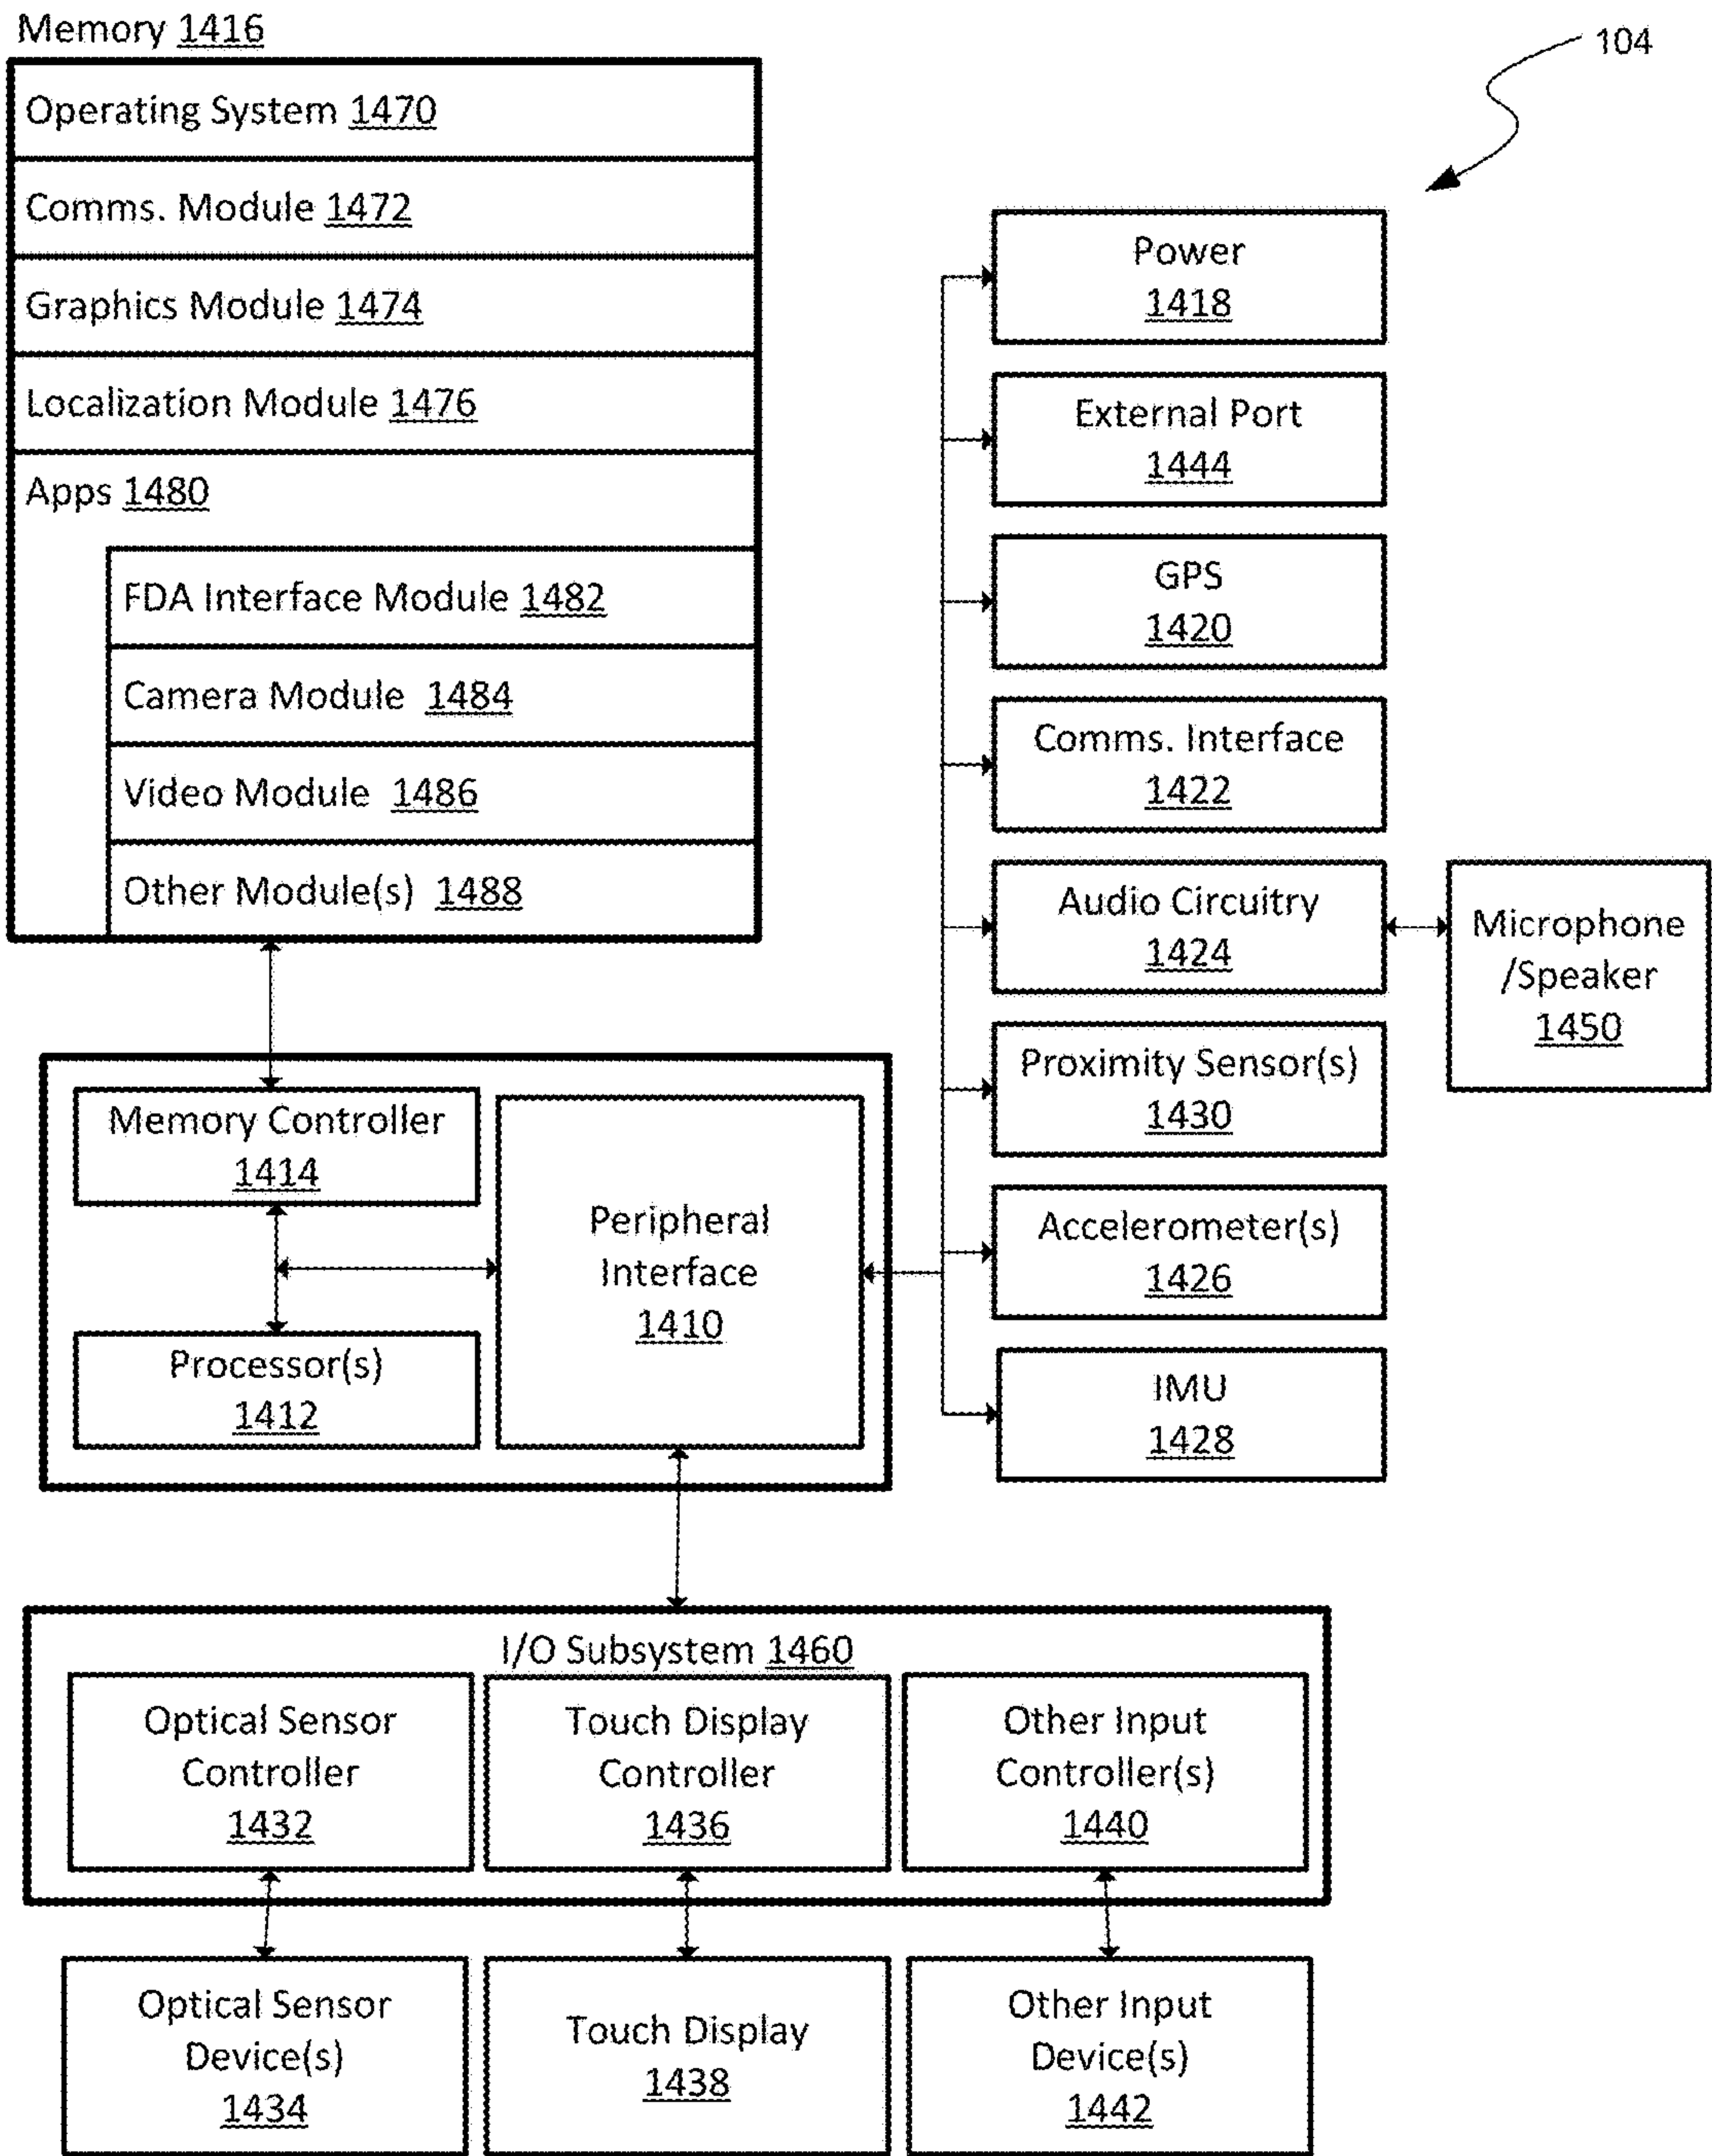 Memory 1416
104
Operating System 1470
Comms. Module 1472
Graphics Module 1474
Localization Module 1476
Apps 1480
FDA Interface Module 1482
Camera Module 1484
Video Module 1486
Other Module(s) 1488
Power
1418
External Port
1444
GPS
1420
Comms. Interface
1422
Audio Circuitry
1424
Microphone
/Speaker
1450
Proximity Sensor(s)
1430
Accelerometer(s)
1426
IMU
1428
Memory Controller
1414
Processor(s)
1412
Peripheral
Interface
1410
I/O Subsystem 1460
Optical Sensor
Controller
1432
Touch Display
Controller
1436
Other Input
Controller(s)
1440
Optical Sensor
Device(s)
1434
Touch Display
1438
Other Input
Device(s)
1442